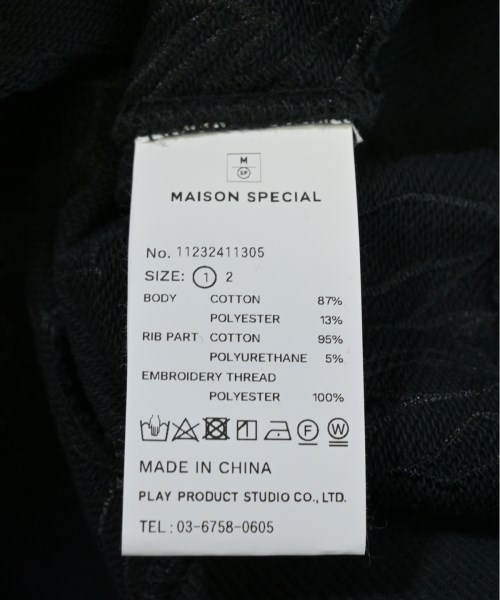 M
SP
MAISON SPECIAL
No. 11232411305
SIZE: 1 2
BODY COTTON 87%
POLYESTER 13%
RIB PART COTTON 95%
POLYURETHANE 5%
EMBROIDERY THREAD
POLYESTER 100%
F W
MADE IN CHINA
PLAY PRODUCT STUDIO CO., LTD.
TEL : 03-6758-0605